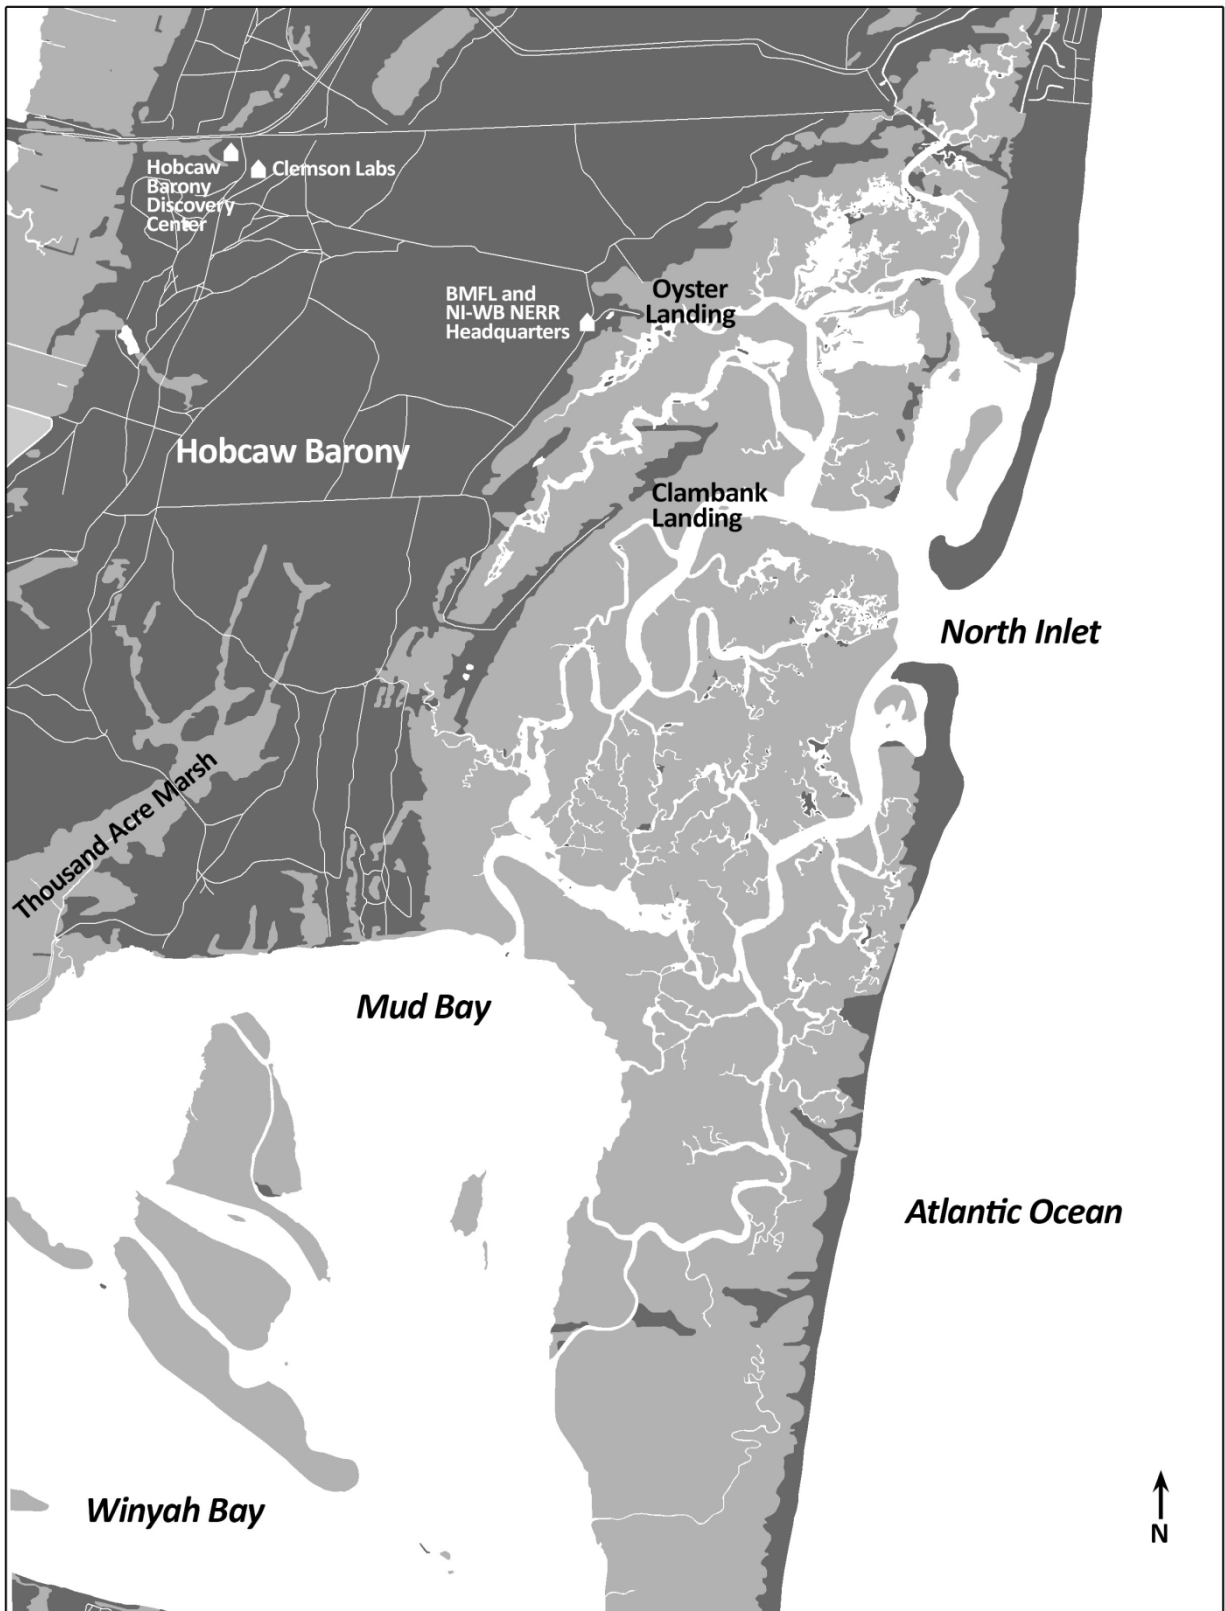 Hobcaw
Barony
Discovery
Center
Clemson Labs
BMFL and
NI-WB NERR
Headquarters
Oyster
Landing
Hobcaw Barony
Clambank
Landing
North Inlet
Thousand Acre Marsh
Mud Bay
Atlantic Ocean
Winyah Bay
N